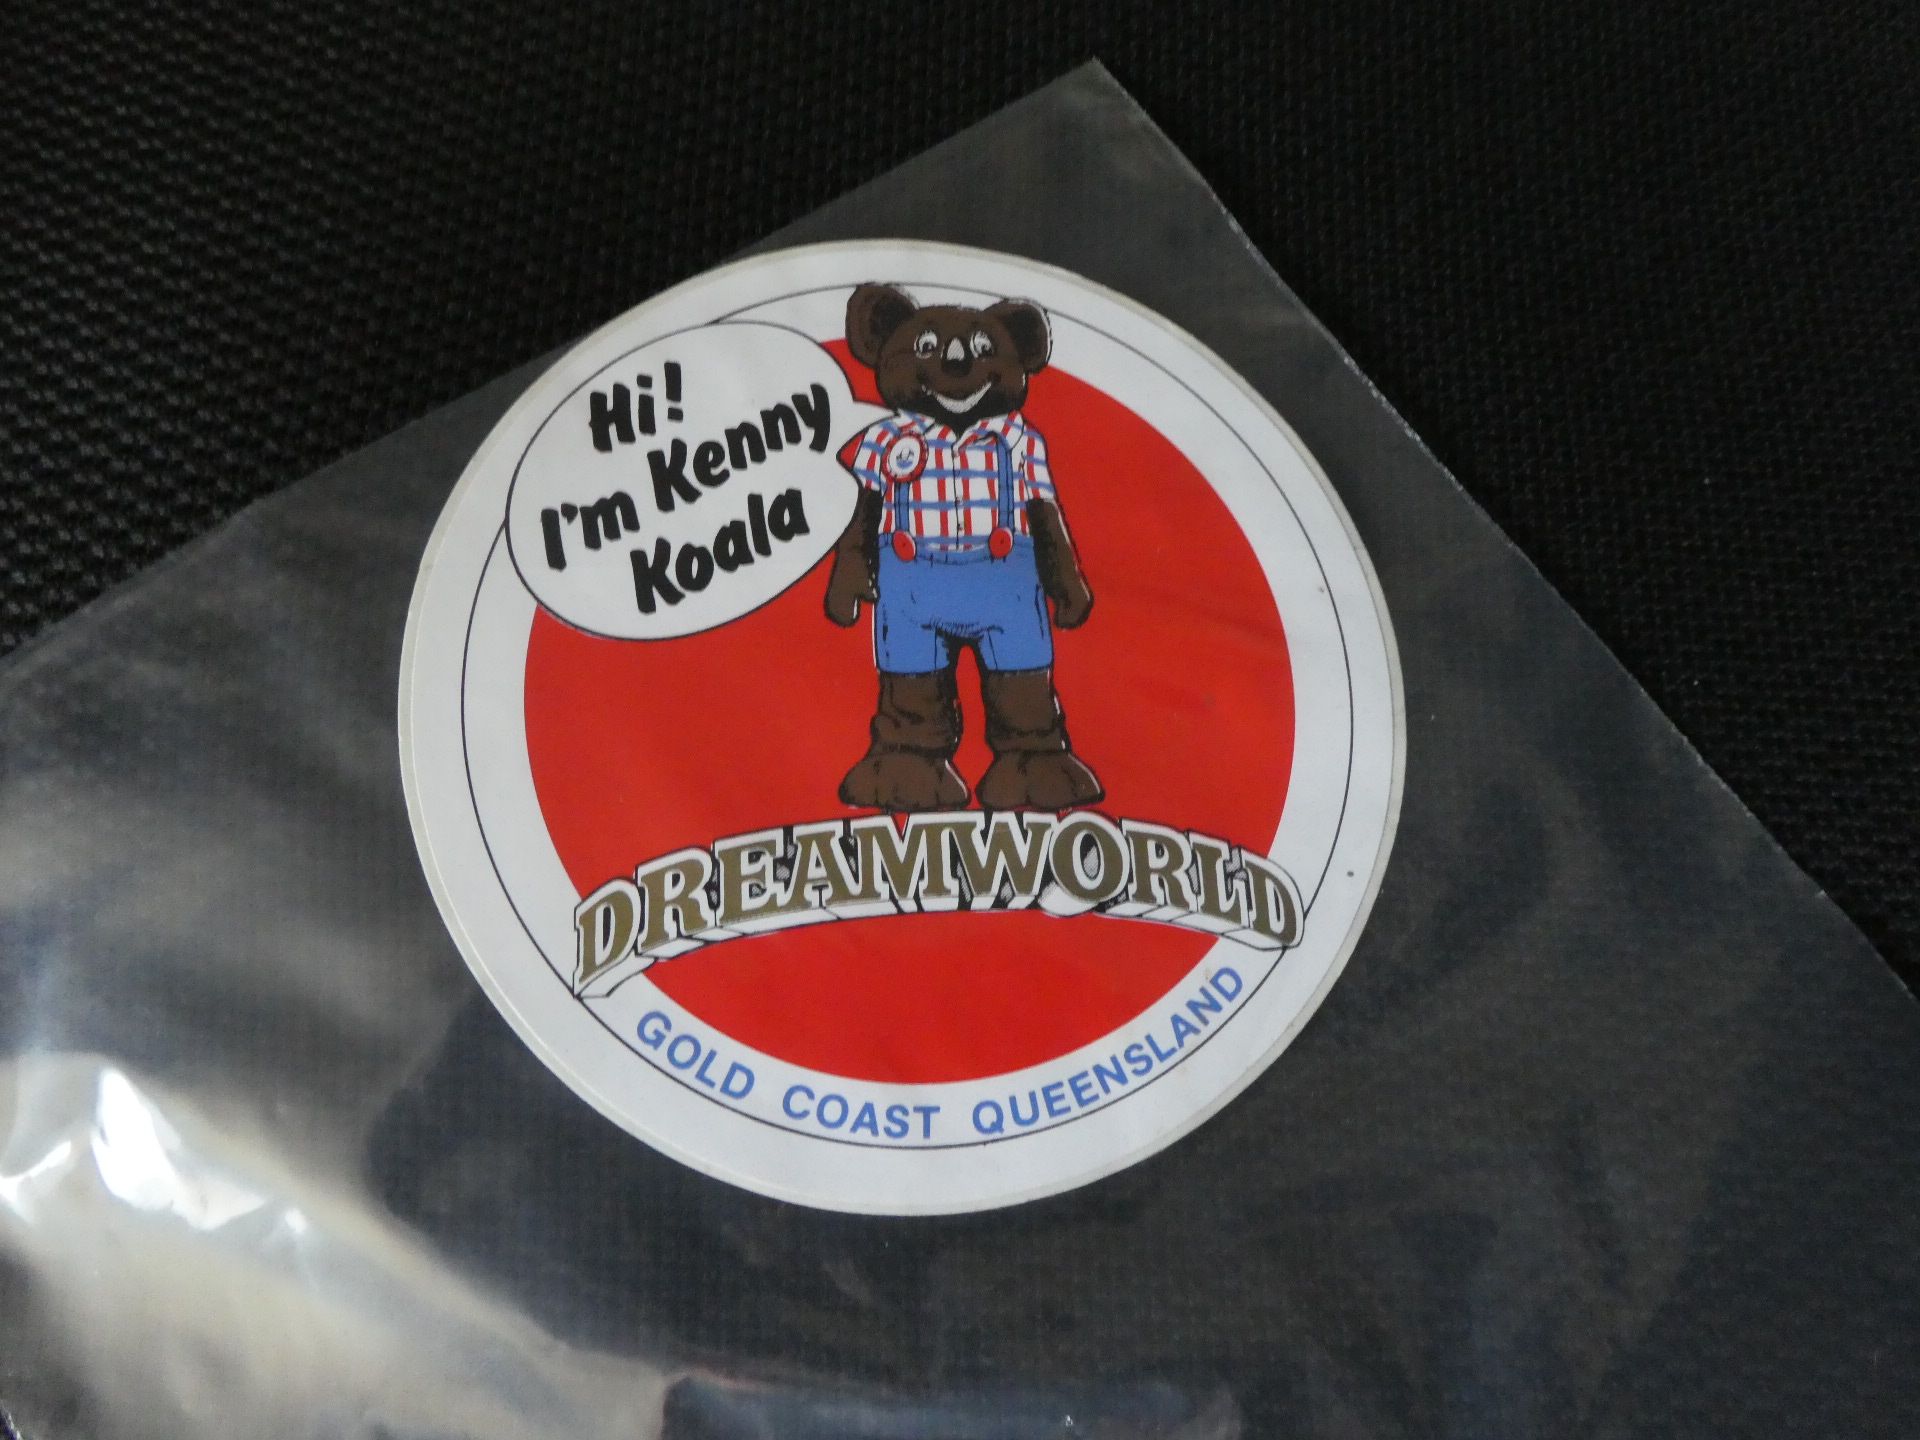 Hi!
I'm Kenny
Koala
DREAMWORLD
GOLD COAST QUEENSLAND